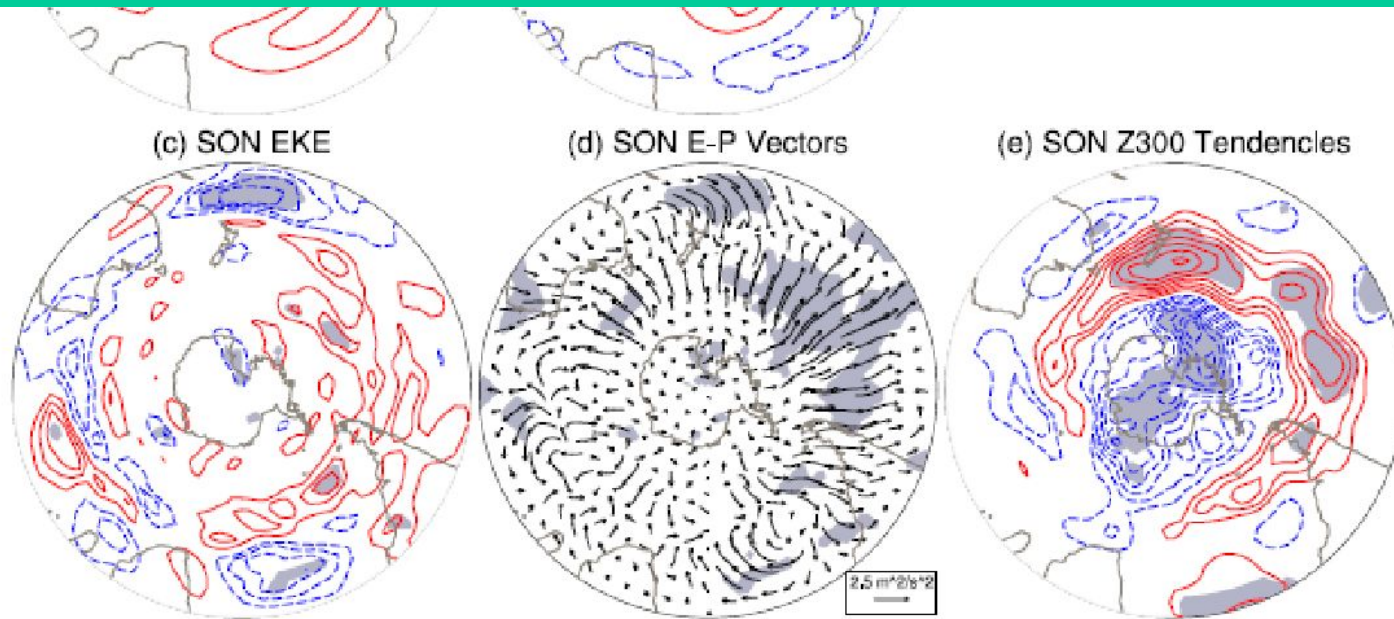 (c) SON EKE
(d) SON E-P Vectors
(e) SON Z300 Tendencies
2.5 m^2/s^2